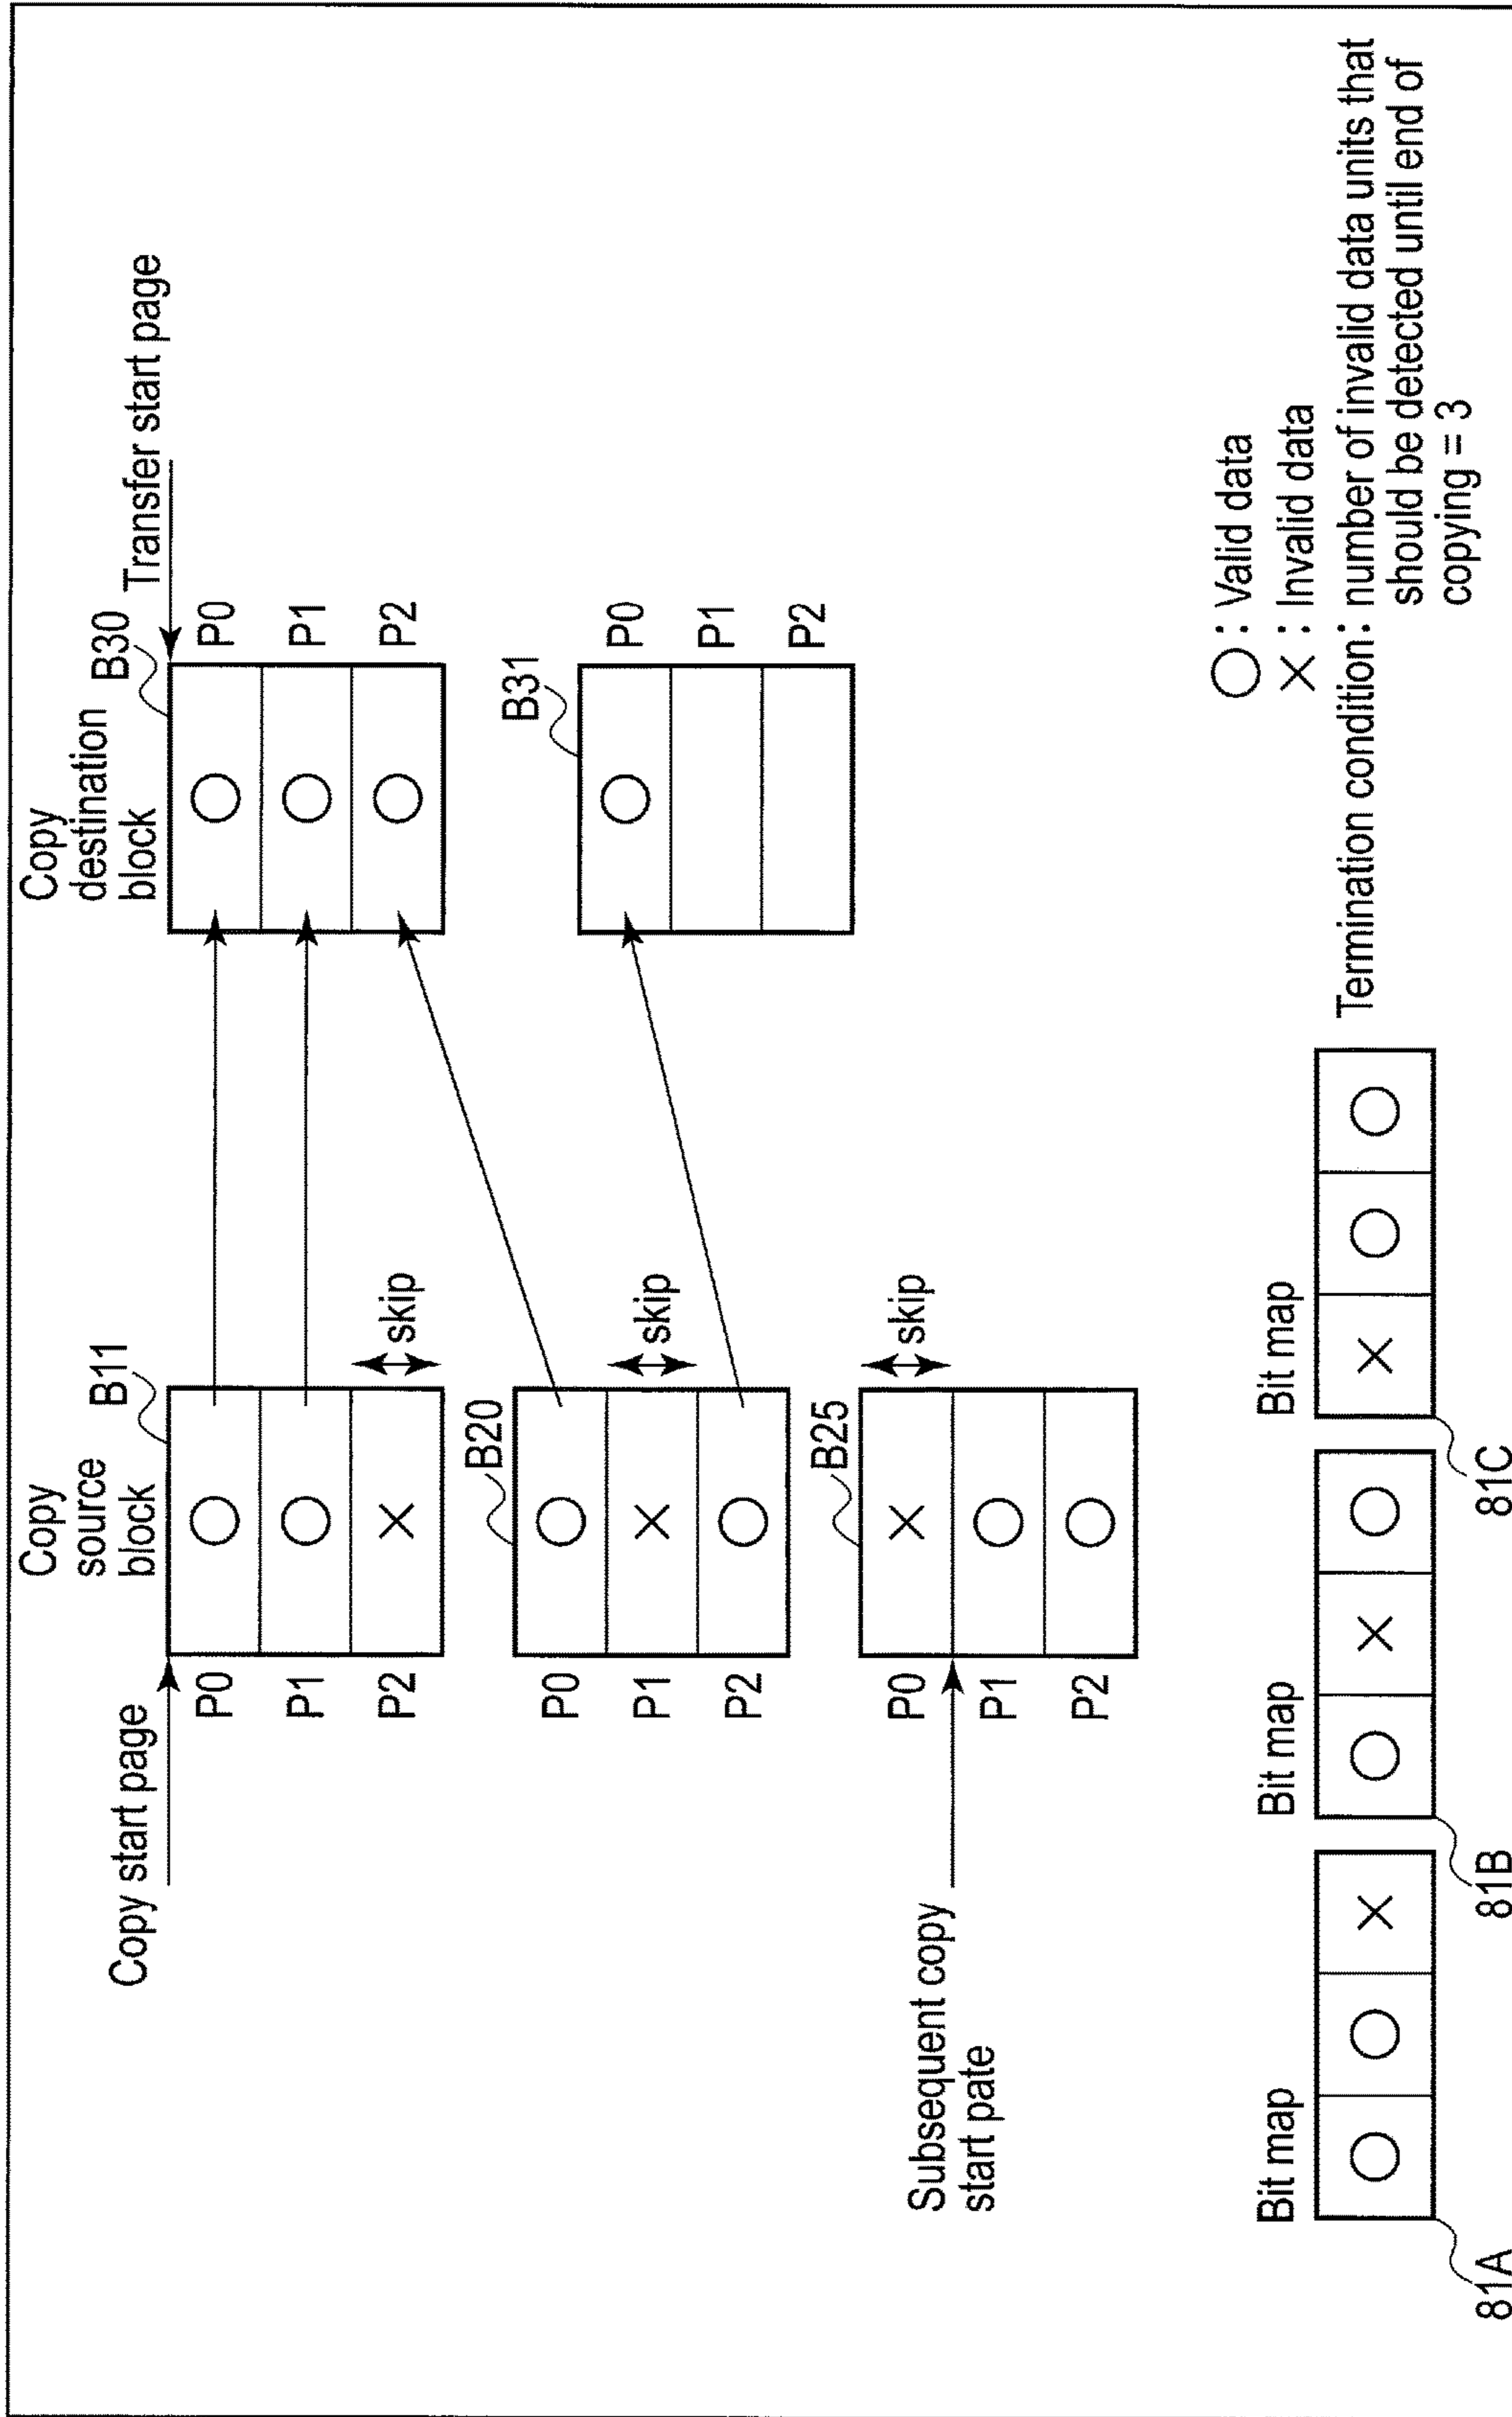 Copy
source
block
Copy
destination
block
Copy start page
B11
B30
Transfer start page
P0
P1
P2
skip
P0
P1
P2
B20
P0
P1
P2
skip
B31
P0
P1
P2
B25
P0
P1
P2
skip
Subsequent copy
start pate
○ : Valid data
× : Invalid data
Termination condition : number of invalid data units that
should be detected until end of
copying = 3
Bit map
Bit map
Bit map
81A
81B
81C